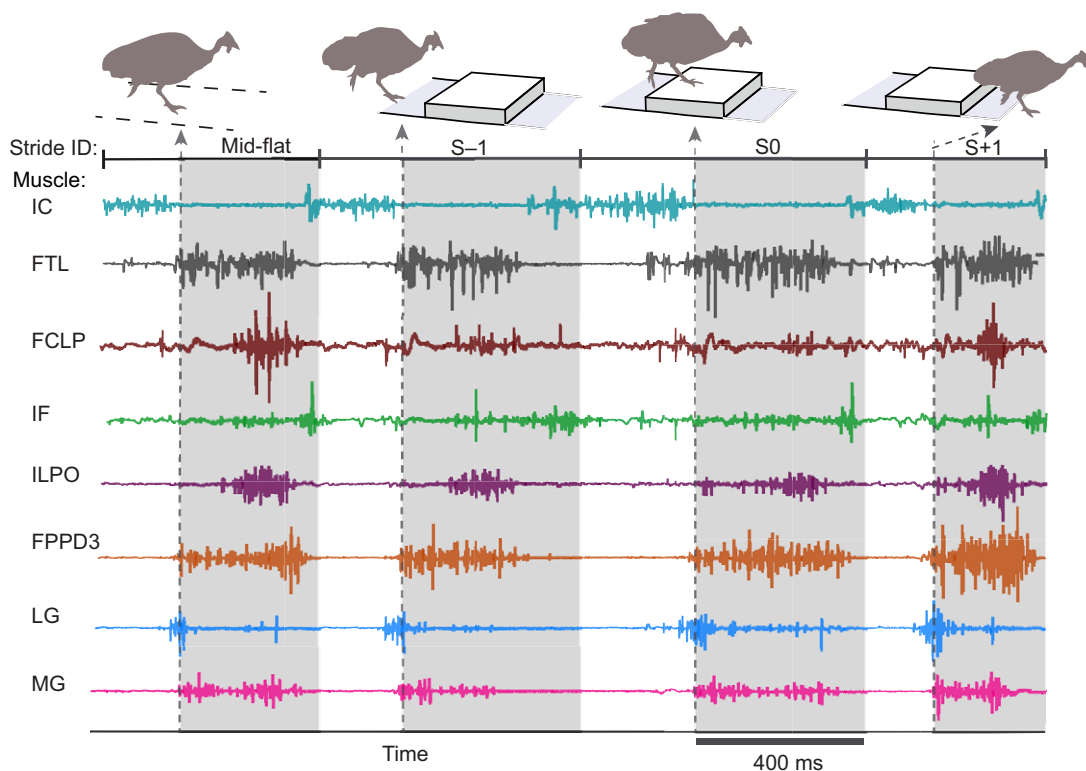 Stride ID: Mid-flat S–1 S0 S+1
Muscle:
IC
FTL
FCLP
IF
ILPO
FPPD3
LG
MG
Time
400 ms